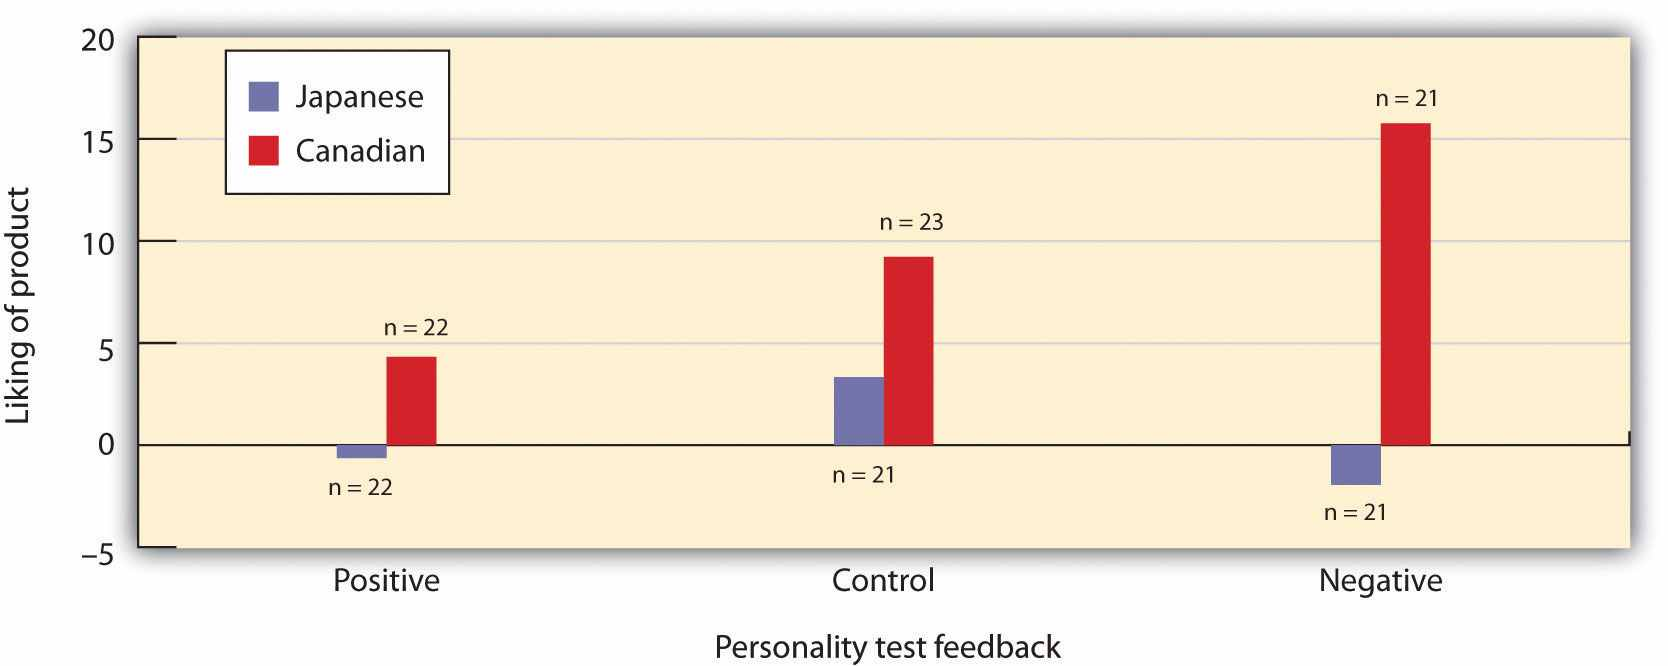 20
15
10
5
0
–5
Liking of product
Japanese
Canadian
n = 22
n = 22
n = 23
n = 21
n = 21
n = 21
Positive
Control
Negative
Personality test feedback